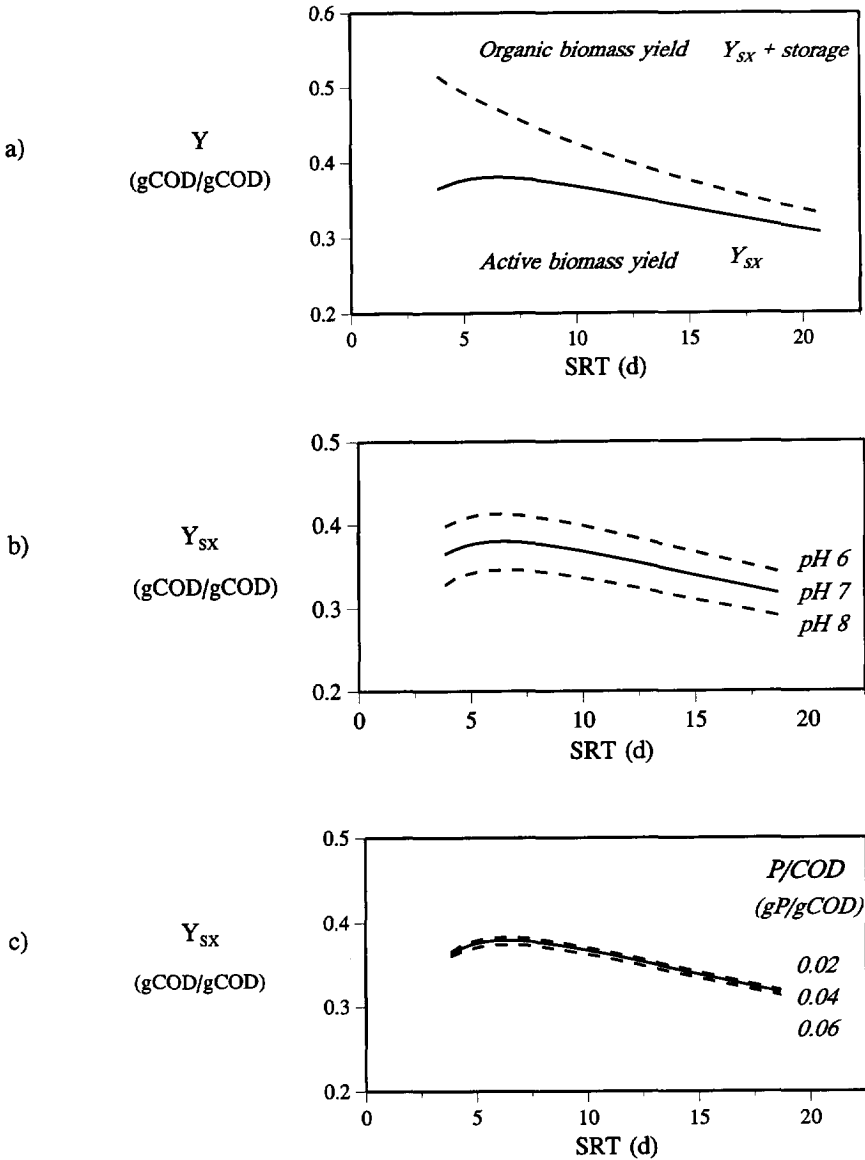 a)
Y
(gCOD/gCOD)
0.6
0.5
0.4
0.3
0.2
Organic biomass yield Y_SX + storage
Active biomass yield Y_SX
0 5 10 15 20
SRT (d)
b)
Y_SX
(gCOD/gCOD)
0.5
0.4
0.3
0.2
pH 6
pH 7
pH 8
0 5 10 15 20
SRT (d)
c)
Y_SX
(gCOD/gCOD)
0.5
0.4
0.3
0.2
P/COD
(gP/gCOD)
0.02
0.04
0.06
0 5 10 15 20
SRT (d)